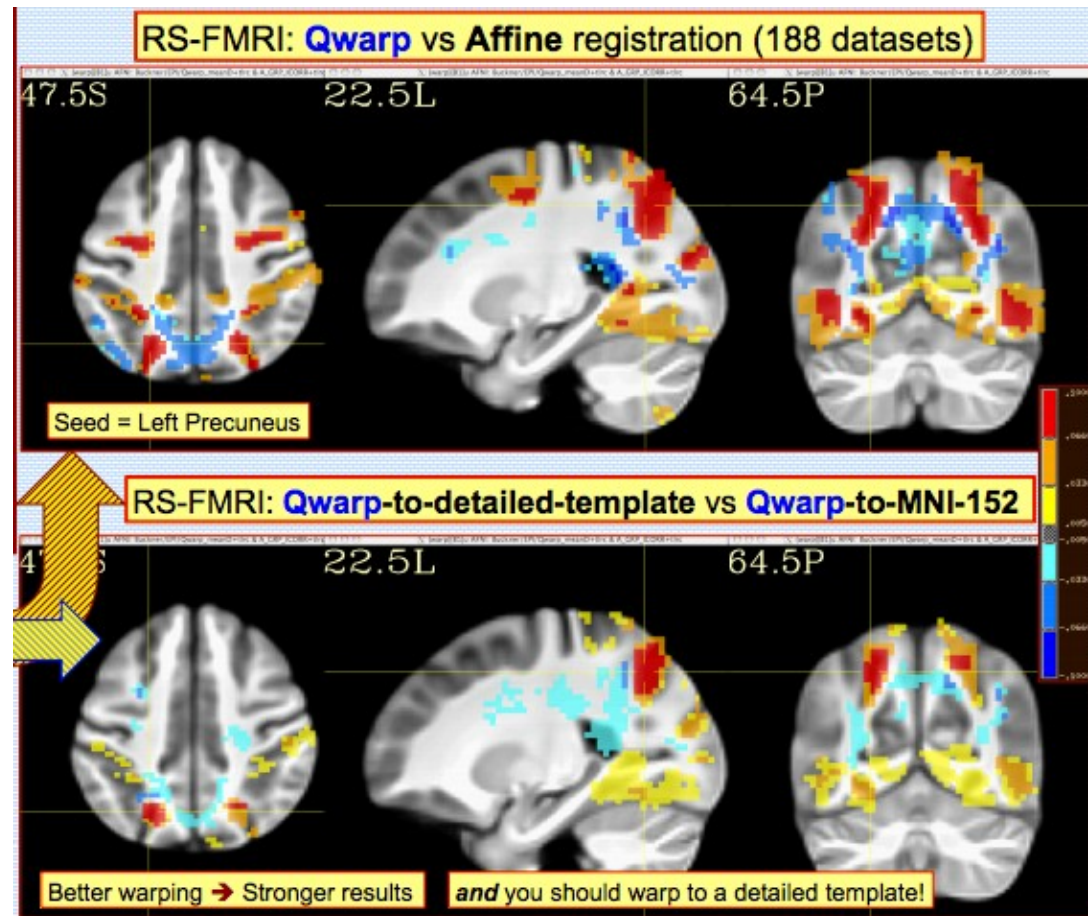 RS-FMRI: Qwarp vs Affine registration (188 datasets)
47.5S
22.5L
64.5P
Seed = Left Precuneus
RS-FMRI: Qwarp-to-detailed-template vs Qwarp-to-MNI-152
22.5L
64.5P
Better warping ➔ Stronger results
and you should warp to a detailed template!